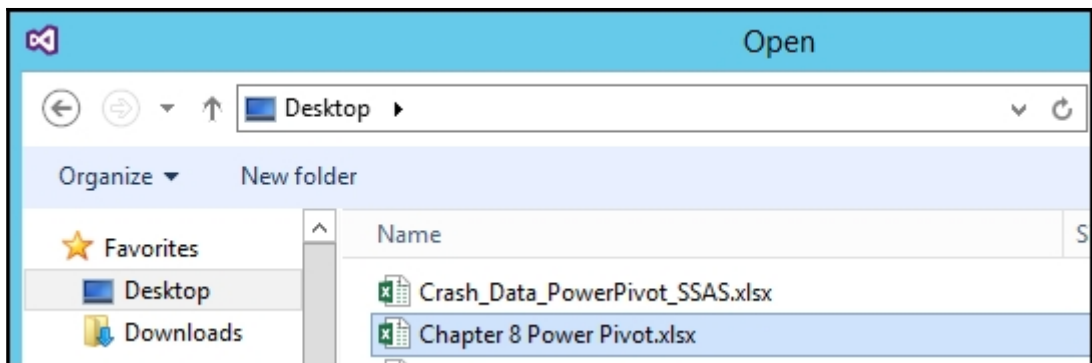 Open
Desktop
Organize New folder
Favorites Name S
Desktop Crash_Data_PowerPivot_SSAS.xlsx
Downloads Chapter 8 Power Pivot.xlsx